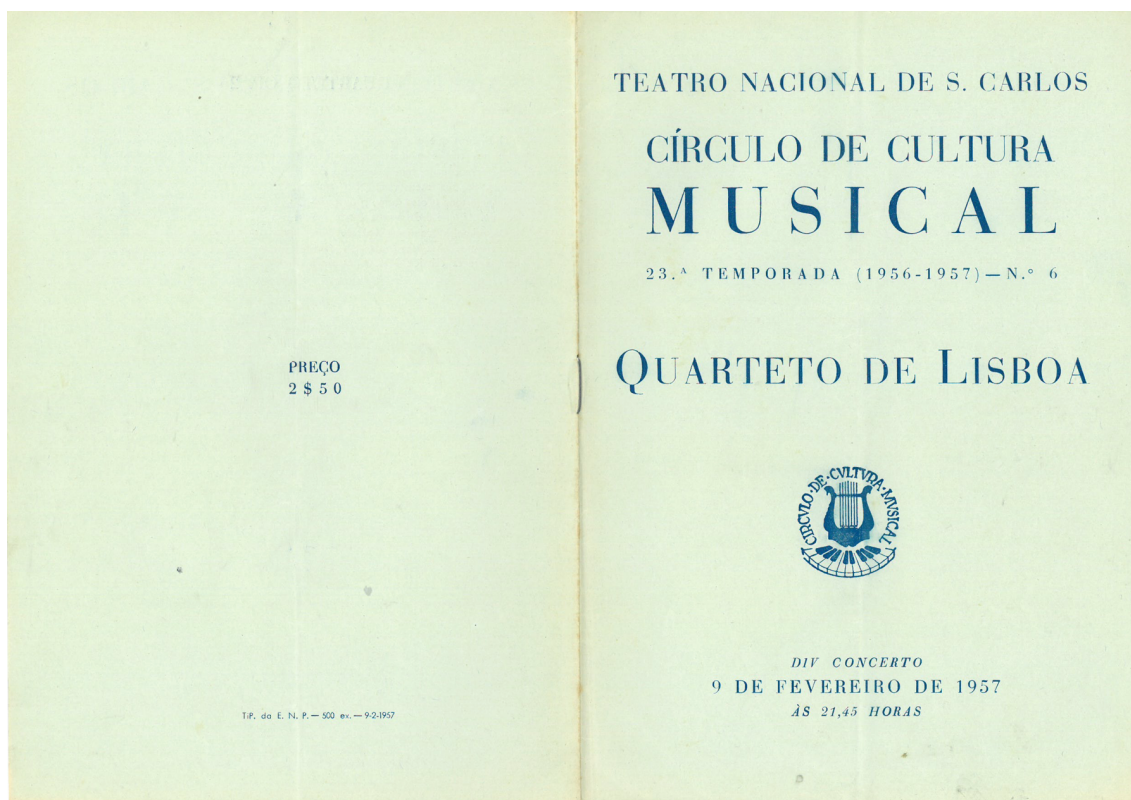 PREÇO
2$50
TiP. da E. N. P. — 500 ex. — 9-2-1957
TEATRO NACIONAL DE S. CARLOS
CÍRCULO DE CULTURA
MUSICAL
23.ᴬ TEMPORADA (1956-1957) — N.º 6
QUARTETO DE LISBOA
CIRCVLO·DE·CVLTVRA·MVSICAL
DIV CONCERTO
9 DE FEVEREIRO DE 1957
ÀS 21,45 HORAS